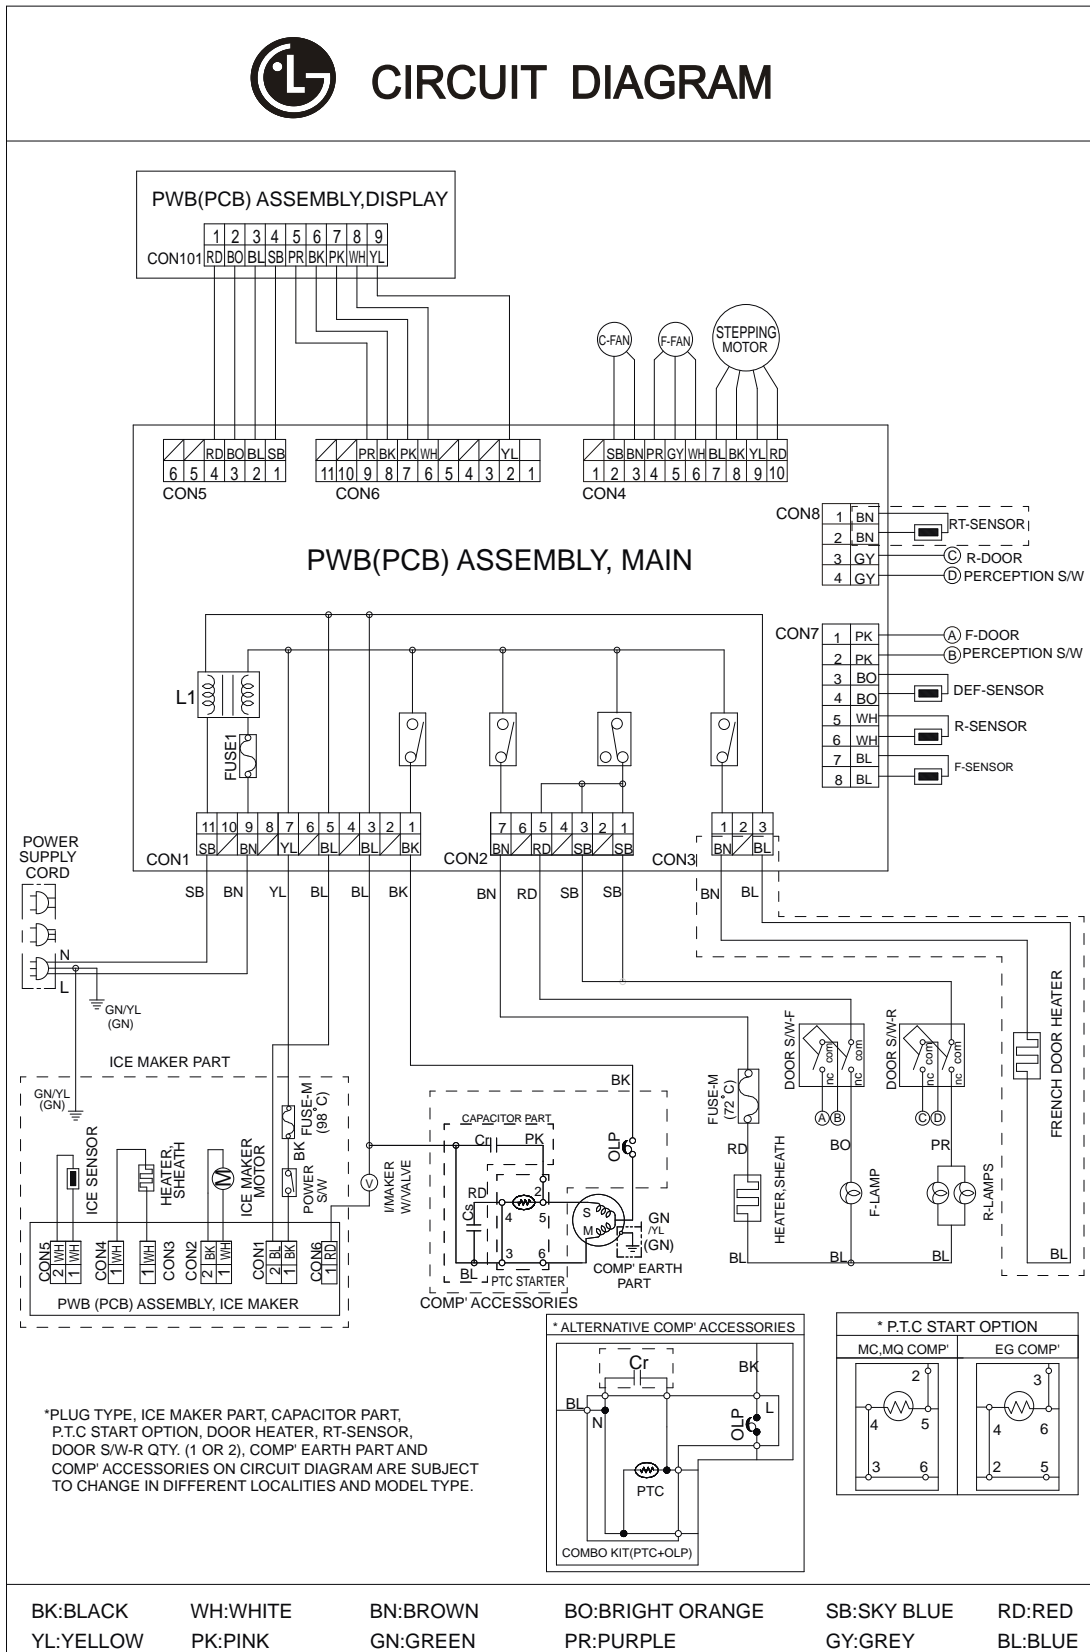 LG CIRCUIT DIAGRAM
PWB(PCB) ASSEMBLY,DISPLAY
1 2 3 4 5 6 7 8 9
CON101 RD BO BL SB PR BK PK WH YL
C-FAN
F-FAN
STEPPING
MOTOR
RD BO BL SB
6 5 4 3 2 1
CON5
PR BK PK WH YL
11 10 9 8 7 6 5 4 3 2 1
CON6
SB BN PR GY WH BL BK YL RD
1 2 3 4 5 6 7 8 9 10
CON4
PWB(PCB) ASSEMBLY, MAIN
CON8
1 BN
2 BN
3 GY
4 GY
RT-SENSOR
C R-DOOR
D PERCEPTION S/W
CON7
1 PK
2 PK
3 BO
4 BO
5 WH
6 WH
7 BL
8 BL
A F-DOOR
B PERCEPTION S/W
DEF-SENSOR
R-SENSOR
F-SENSOR
L1
FUSE1
11 10 9 8 7 6 5 4 3 2 1
SB BN YL BL BL BK
CON1
7 6 5 4 3 2 1
BN RD SB SB
CON2
1 2 3
BN BL
CON3
SB BN YL BL BL BK
BN RD SB SB
BN BL
POWER
SUPPLY
CORD
N
L
GN/YL
(GN)
ICE MAKER PART
GN/YL
(GN)
ICE SENSOR
HEATER,
SHEATH
ICE MAKER
MOTOR
M
FUSE-M
(98°C)
BK
POWER
S/W
V
I/MAKER
W/VALVE
CON5
2 WH
1 WH
CON4
1 WH
1 WH
CON3
CON2
2 BK
1 WH
CON1
2 BL
1 BK
CON6
1 RD
PWB (PCB) ASSEMBLY, ICE MAKER
CAPACITOR PART
Cr
PK
RD
Cs
BL
2
4 5
3 6
PTC STARTER
COMP' ACCESSORIES
BK
OLP
S
M
GN
/YL
(GN)
COMP' EARTH
PART
FUSE-M
(72°C)
RD
HEATER,SHEATH
BL
DOOR S/W-F
com
nc
A B
BO
F-LAMP
BL
DOOR S/W-R
com
nc
C D
PR
R-LAMPS
BL
FRENCH DOOR HEATER
BL
* ALTERNATIVE COMP' ACCESSORIES
Cr
BK
BL
N
L
OLP
PTC
COMBO KIT(PTC+OLP)
* P.T.C START OPTION
MC,MQ COMP'
EG COMP'
2
4 5
3 6
3
4 6
2 5
*PLUG TYPE, ICE MAKER PART, CAPACITOR PART,
P.T.C START OPTION, DOOR HEATER, RT-SENSOR,
DOOR S/W-R QTY. (1 OR 2), COMP' EARTH PART AND
COMP' ACCESSORIES ON CIRCUIT DIAGRAM ARE SUBJECT
TO CHANGE IN DIFFERENT LOCALITIES AND MODEL TYPE.
BK:BLACK WH:WHITE BN:BROWN BO:BRIGHT ORANGE SB:SKY BLUE RD:RED
YL:YELLOW PK:PINK GN:GREEN PR:PURPLE GY:GREY BL:BLUE